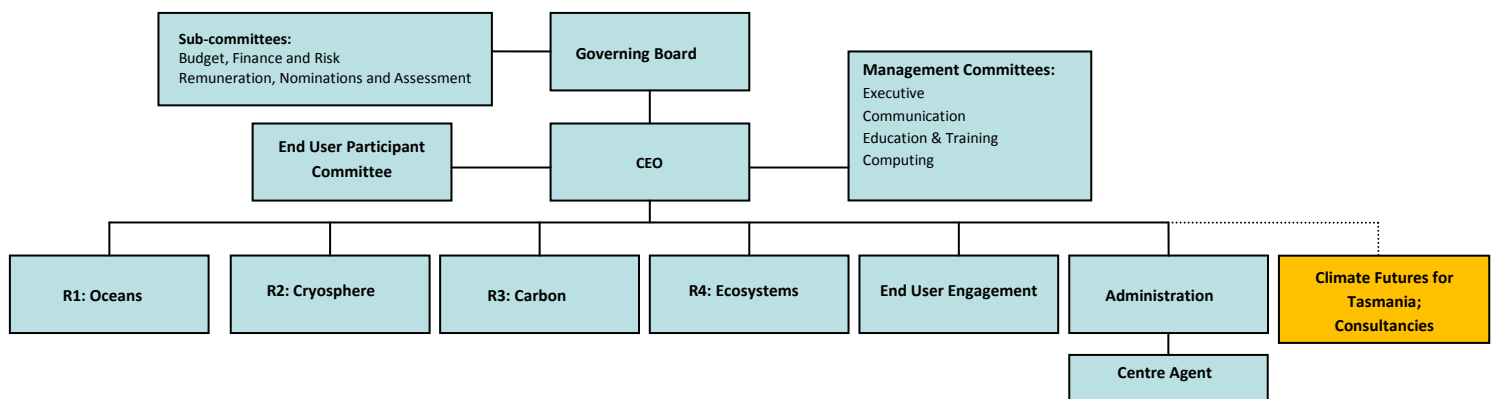 Sub-committees:
Budget, Finance and Risk
Remuneration, Nominations and Assessment
Governing Board
Management Committees:
Executive
Communication
Education & Training
Computing
End User Participant
Committee
CEO
R1: Oceans
R2: Cryosphere
R3: Carbon
R4: Ecosystems
End User Engagement
Administration
Climate Futures for
Tasmania;
Consultancies
Centre Agent